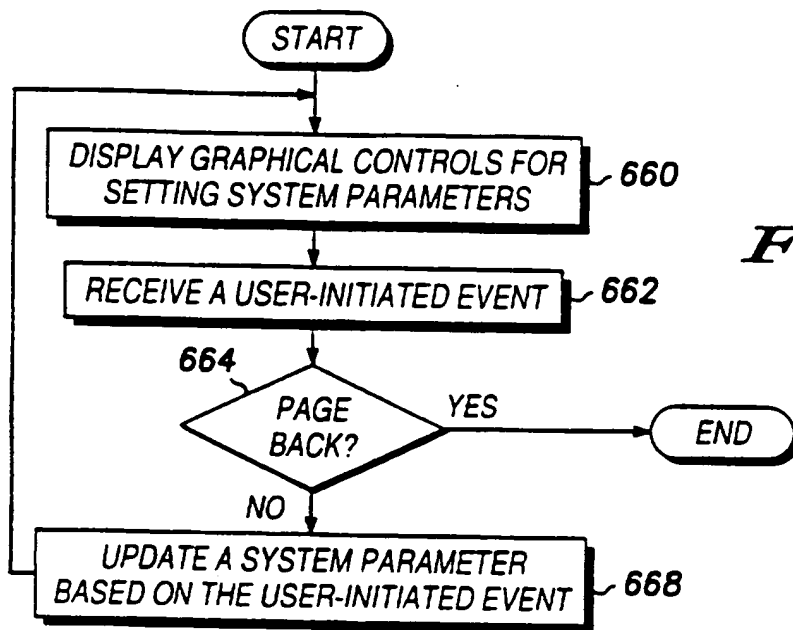 START
DISPLAY GRAPHICAL CONTROLS FOR
SETTING SYSTEM PARAMETERS
660
F
RECEIVE A USER-INITIATED EVENT
662
664
PAGE
BACK?
YES
END
NO
UPDATE A SYSTEM PARAMETER
BASED ON THE USER-INITIATED EVENT
668